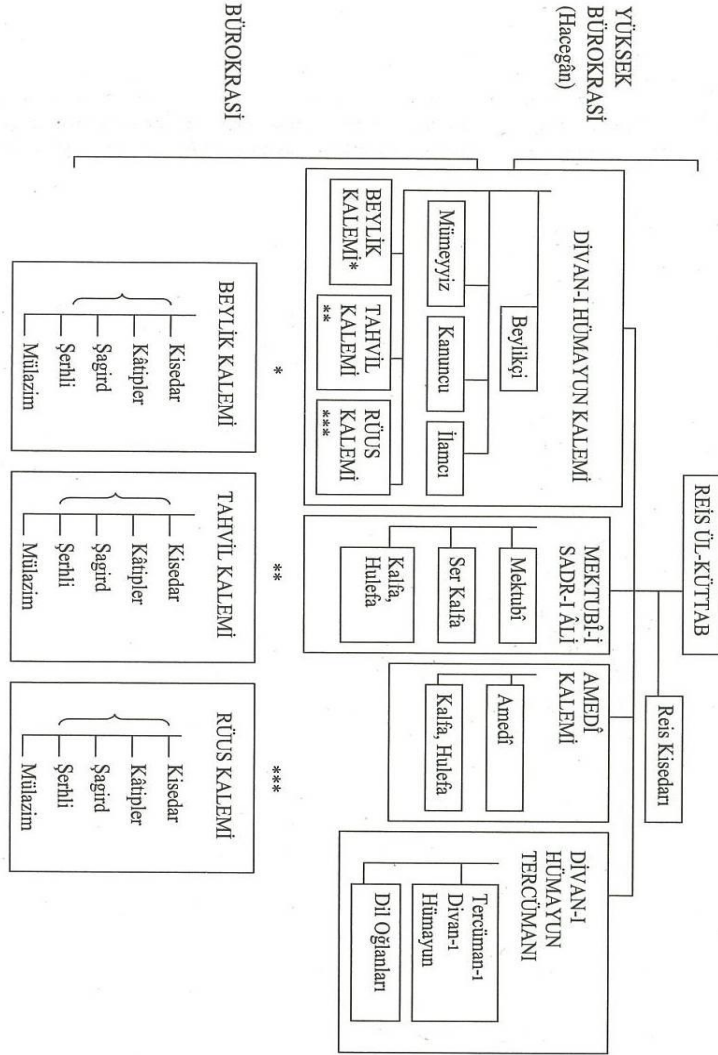 YÜKSEK
BÜROKRASİ
(Hacegân)
BÜROKRASİ
REİS ÜL-KÜTTAB
Reis Kisedarı
DİVAN-I HÜMAYUN KALEMİ
Beylikçi
Mümeyyiz
Kanuncu
İlamcı
BEYLİK
KALEMİ*
TAHVİL
KALEMİ
**
RÜUS
KALEMİ
***
MEKTUBÎ-İ
SADR-I ÂLİ
Mektubî
Ser Kalfa
Kalfa,
Hulefa
AMEDÎ
KALEMİ
Amedî
Kalfa, Hulefa
DİVAN-I
HÜMAYUN
TERCÜMANI
Tercüman-ı
Divan-ı
Hümayun
Dil Oğlanları
*
BEYLİK KALEMİ
Kisedar
Kâtipler
Şagird
Şerhli
Mülazim
**
TAHVİL KALEMİ
Kisedar
Kâtipler
Şagird
Şerhli
Mülazim
***
RÜUS KALEMİ
Kisedar
Kâtipler
Şagird
Şerhli
Mülazim